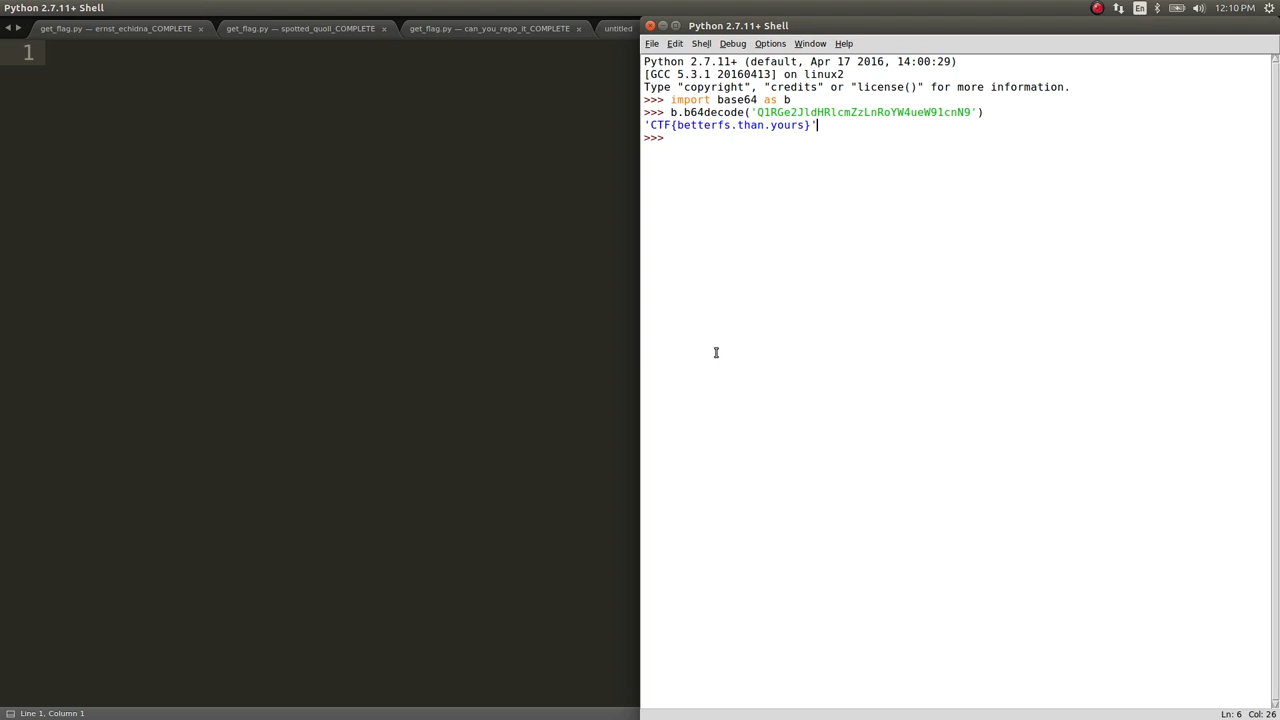 Python 2.7.11+ Shell
En
12:10 PM
get_flag.py — ernst_echidna_COMPLETE
get_flag.py — spotted_quoll_COMPLETE
get_flag.py — can_you_repo_it_COMPLETE
untitled
1
Line 1, Column 1
Python 2.7.11+ Shell
File Edit Shell Debug Options Window Help
Python 2.7.11+ (default, Apr 17 2016, 14:00:29)
[GCC 5.3.1 20160413] on linux2
Type "copyright", "credits" or "license()" for more information.
>>> import base64 as b
>>> b.b64decode('Q1RGe2JldHRlcmZzLnRoYW4ueW91cnN9')
'CTF{betterfs.than.yours}'
>>>
Ln: 6 Col: 26